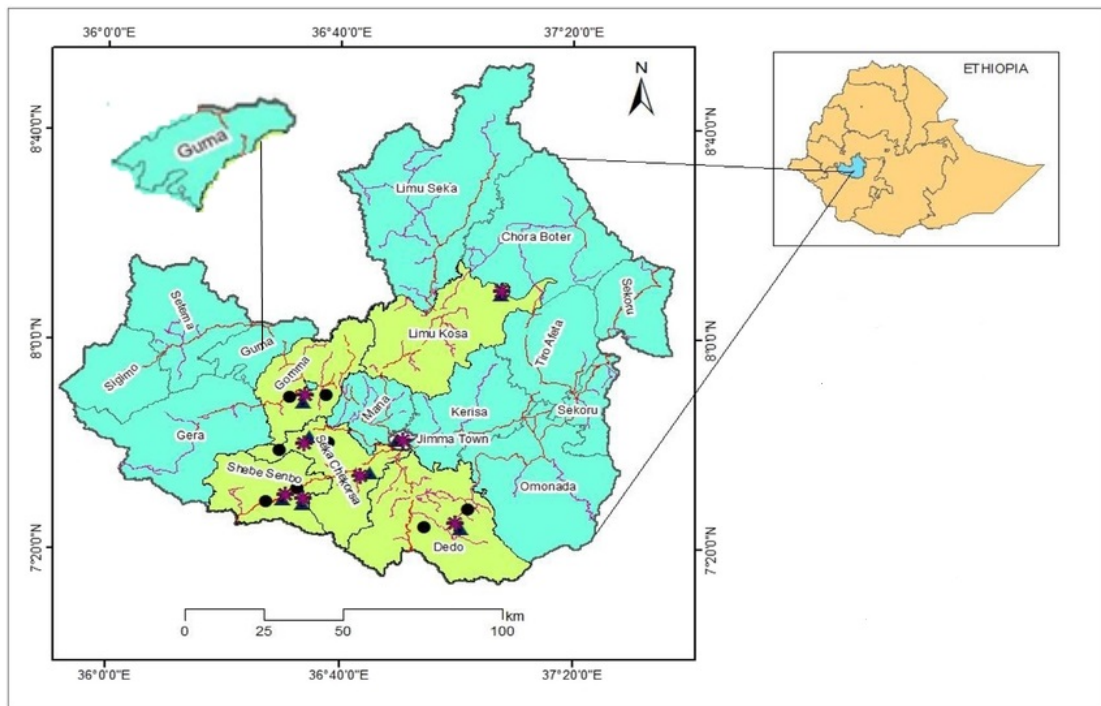 36°0'0"E 36°40'0"E 37°20'0"E
ETHIOPIA
N
8°40'0"N 8°40'0"N
Guma
Limu Seka
Chora Boter
Sekoru
Setema
Limu Kosa
8°0'0"N 8°0'0"N
Guma
Tiro Afeta
Sigimo
Gomma
Mana
Kerisa
Sekoru
Gera
Jimma Town
Seka Chekorsa
Shebe Senbo
Omonada
Dedo
7°20'0"N 7°20'0"N
km
0 25 50 100
36°0'0"E 36°40'0"E 37°20'0"E